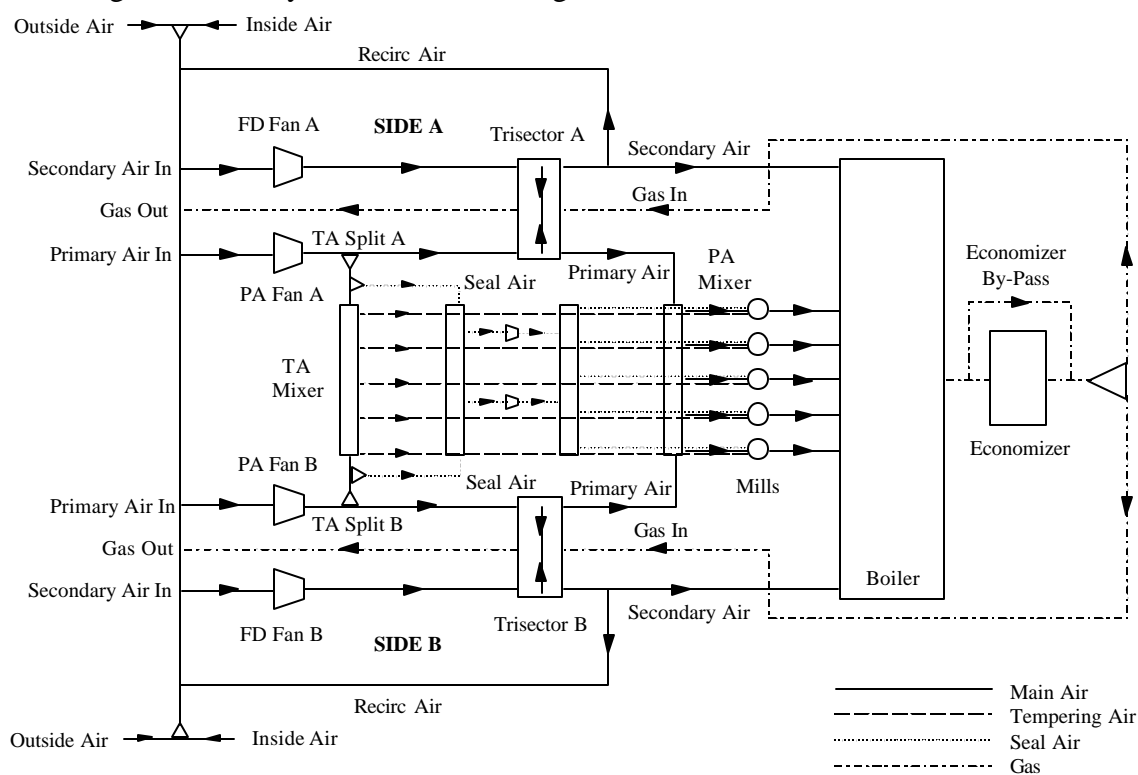 Outside Air
Inside Air
Recirc Air
FD Fan A
SIDE A
Trisector A
Secondary Air
Secondary Air In
Gas In
Gas Out
TA Split A
Primary Air In
Primary Air
PA
Mixer
Economizer
By-Pass
PA Fan A
Seal Air
TA
Mixer
Economizer
PA Fan B
Seal Air
Primary Air
Mills
Primary Air In
TA Split B
Gas In
Gas Out
Boiler
Secondary Air In
Secondary Air
Trisector B
FD Fan B
SIDE B
Recirc Air
Main Air
Tempering Air
Seal Air
Gas
Outside Air
Inside Air